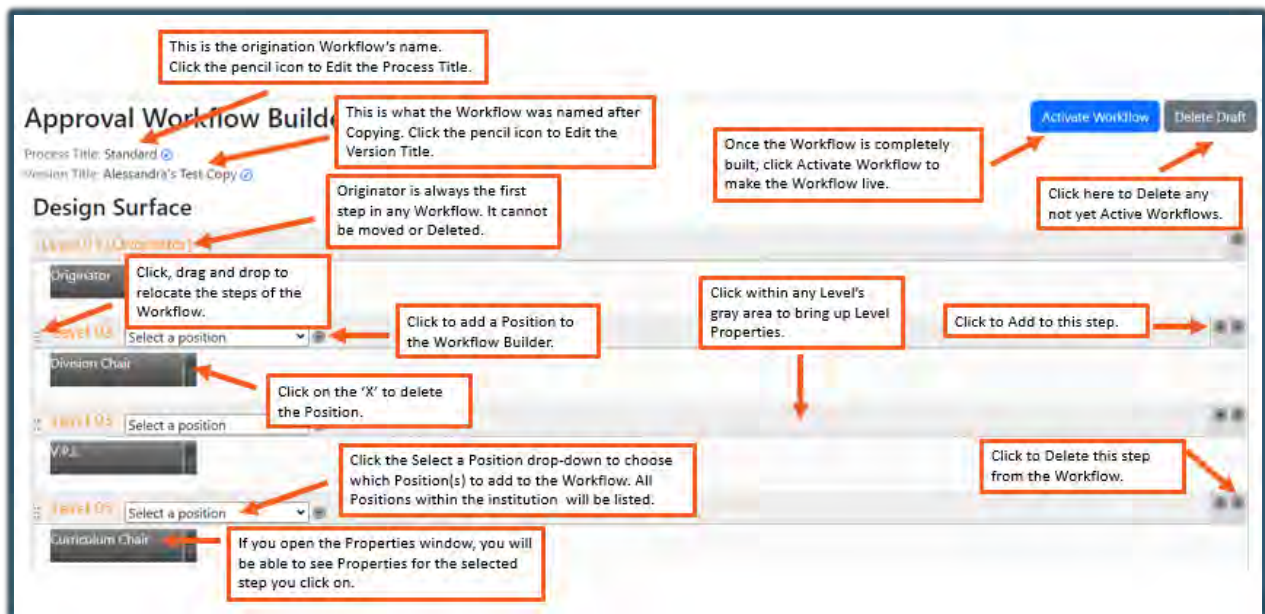 This is the origination Workflow's name.
Click the pencil icon to Edit the Process Title.
Approval Workflow Builde
This is what the Workflow was named after
Copying. Click the pencil icon to Edit the
Version Title.
Activate Workflow
Delete Draft
Process Title: Standard
Version Title: Alessandra's Test Copy
Once the Workflow is completely
built, click Activate Workflow to
make the Workflow live.
Click here to Delete any
not yet Active Workflows.
Design Surface
Originator is always the first
step in any Workflow. It cannot
be moved or Deleted.
Level 01 (Originator)
Originator
Click, drag and drop to
relocate the steps of the
Workflow.
Click to add a Position to
the Workflow Builder.
Click within any Level's
gray area to bring up Level
Properties.
Click to Add to this step.
Level
Select a position
Division Chair
Click on the 'X' to delete
the Position.
Level
Select a position
V.P.I.
Click the Select a Position drop-down to choose
which Position(s) to add to the Workflow. All
Positions within the institution will be listed.
Click to Delete this step
from the Workflow.
Level
Select a position
Curriculum Chair
If you open the Properties window, you will
be able to see Properties for the selected
step you click on.